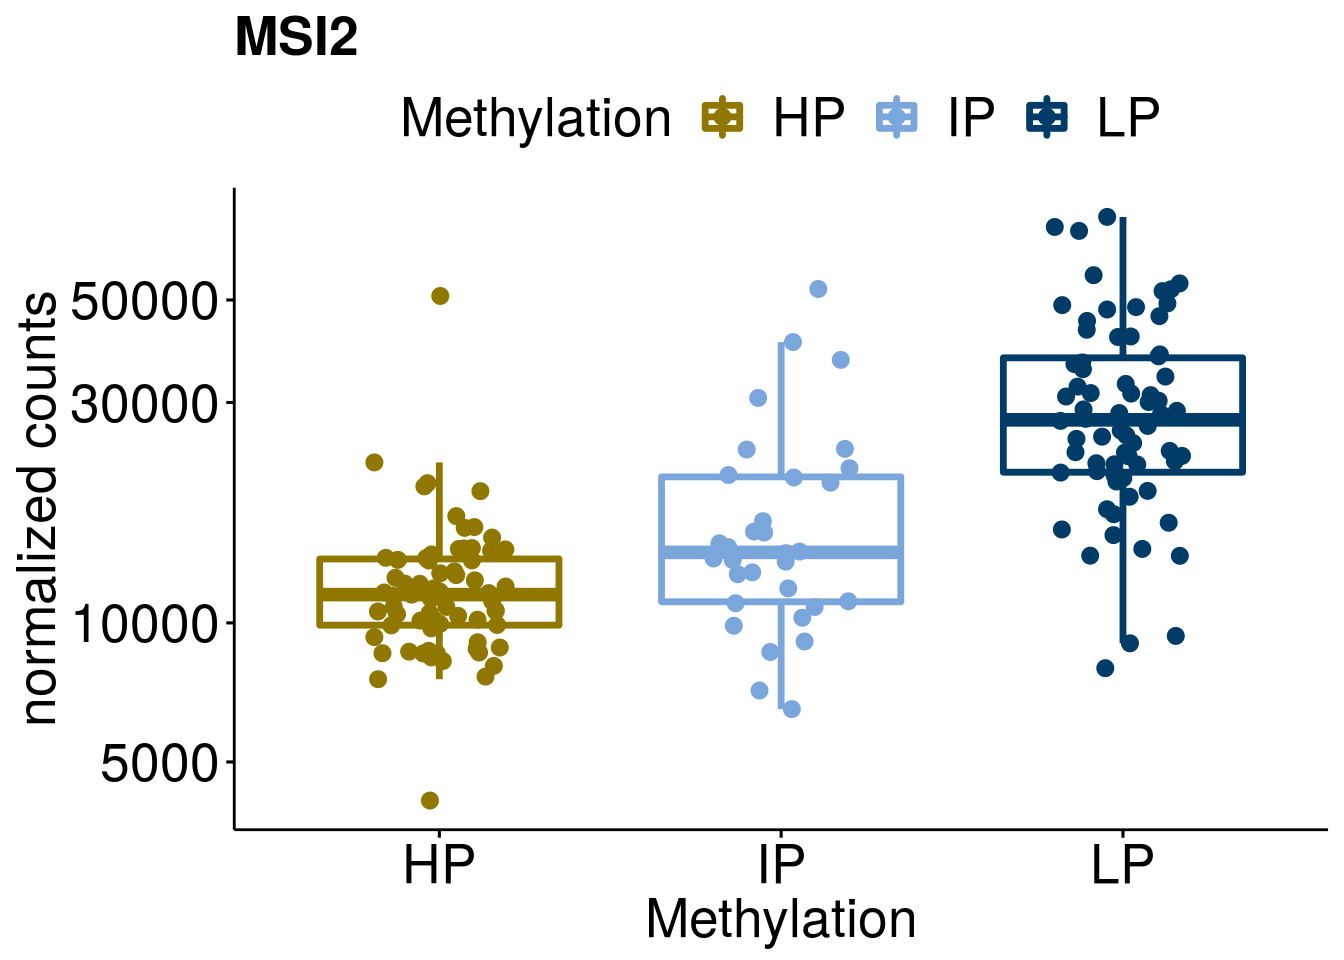 MSI2
Methylation HP IP LP
normalized counts
50000
30000
10000
5000
HP IP LP
Methylation